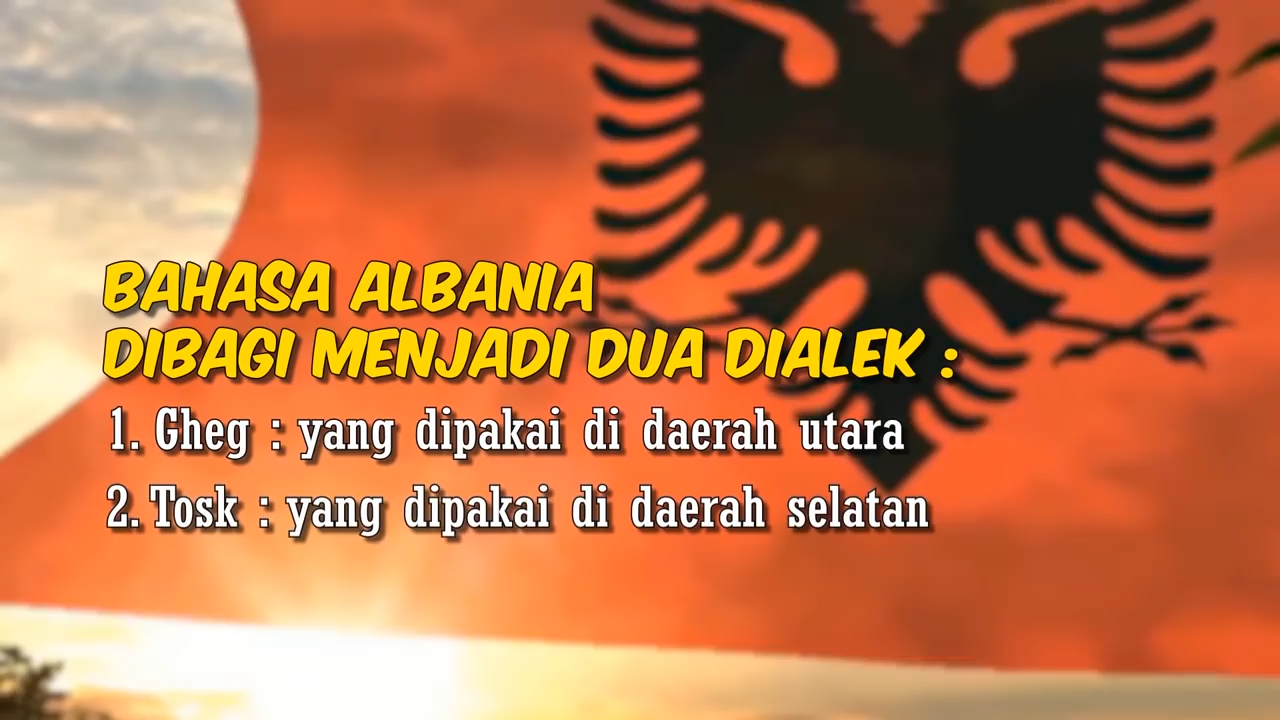 BAHASA ALBANIA
DIBAGI MENJADI DUA DIALEK :
1. Gheg : yang dipakai di daerah utara
2. Tosk : yang dipakai di daerah selatan